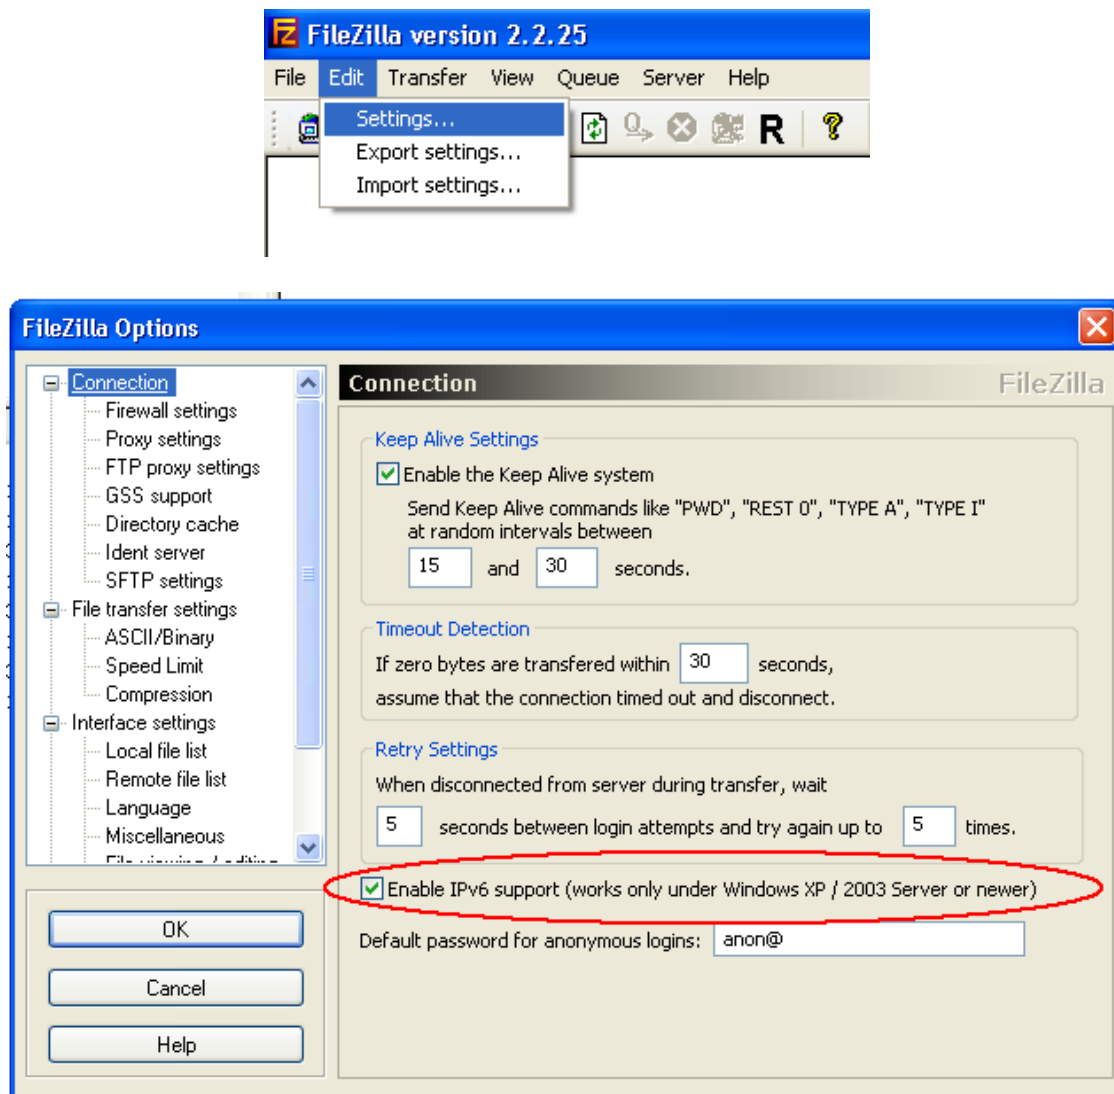 FileZilla version 2.2.25
File Edit Transfer View Queue Server Help
Settings...
Export settings...
Import settings...
R
FileZilla Options
Connection
Firewall settings
Proxy settings
FTP proxy settings
GSS support
Directory cache
Ident server
SFTP settings
File transfer settings
ASCII/Binary
Speed Limit
Compression
Interface settings
Local file list
Remote file list
Language
Miscellaneous
OK
Cancel
Help
Connection FileZilla
Keep Alive Settings
Enable the Keep Alive system
Send Keep Alive commands like "PWD", "REST 0", "TYPE A", "TYPE I"
at random intervals between
15 and 30 seconds.
Timeout Detection
If zero bytes are transfered within 30 seconds,
assume that the connection timed out and disconnect.
Retry Settings
When disconnected from server during transfer, wait
5 seconds between login attempts and try again up to 5 times.
Enable IPv6 support (works only under Windows XP / 2003 Server or newer)
Default password for anonymous logins: anon@